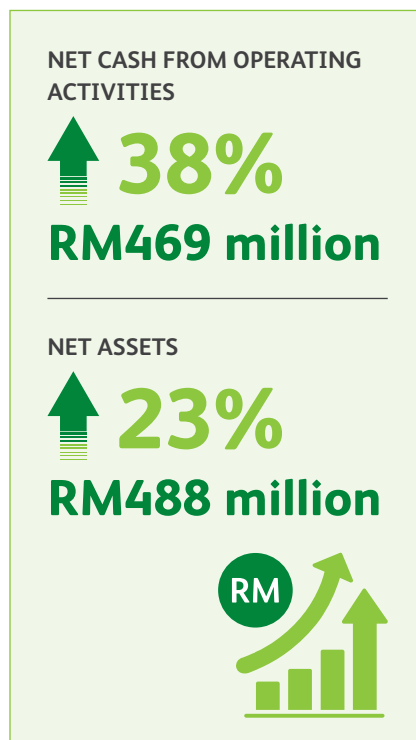 NET CASH FROM OPERATING
ACTIVITIES
38%
RM469 million
NET ASSETS
23%
RM488 million
RM